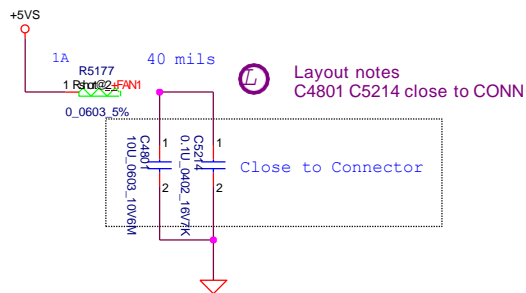 +5VS
1A
40 mils
R5177
1 Rshot@2 +FAN1
0_0603_5%
L
Layout notes
C4801 C5214 close to CONN
C4801
10U_0603_10V6M
1
2
C5214
0.1U_0402_16V7K
1
2
Close to Connector